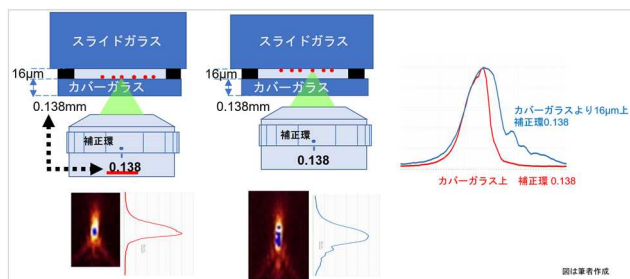 スライドガラス
16μm
カバーガラス
0.138mm
補正環
0.138
スライドガラス
16μm
カバーガラス
0.138mm
補正環
0.138
カバーガラスより16μm上
補正環0.138
カバーガラス上 補正環 0.138
図は筆者作成